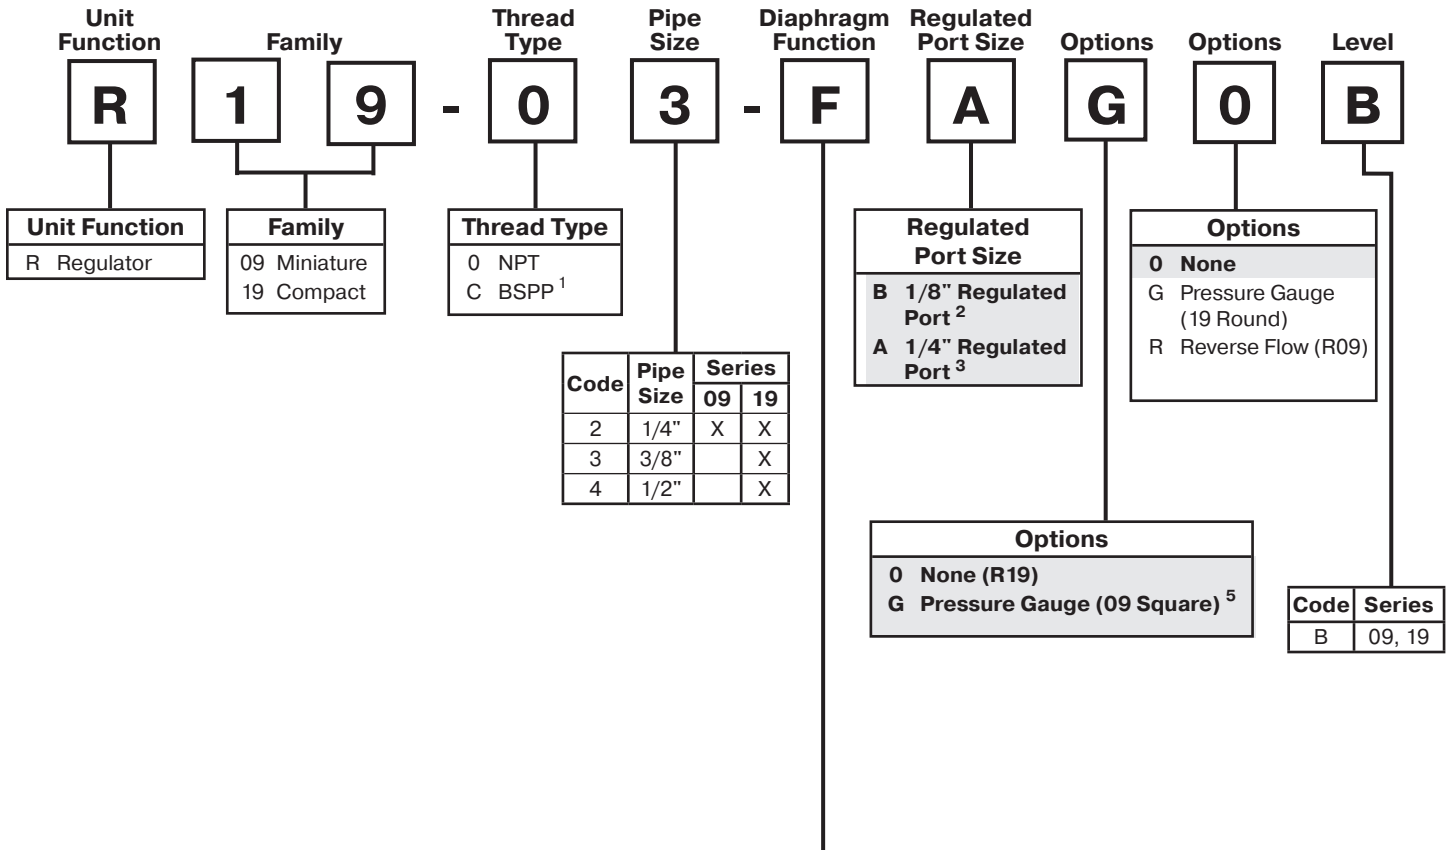 Unit Function
Family
Thread Type
Pipe Size
Diaphragm Function
Regulated Port Size
Options
Options
Level
R 1 9 - 0 3 - F A G 0 B
Unit Function
R Regulator
Family
09 Miniature
19 Compact
Thread Type
0 NPT
C BSPP 1
Regulated
Port Size
B 1/8" Regulated
Port 2
A 1/4" Regulated
Port 3
Options
0 None
G Pressure Gauge
(19 Round)
R Reverse Flow (R09)
Code Pipe Size Series
09 19
2 1/4" X X
3 3/8" X
4 1/2" X
Options
0 None (R19)
G Pressure Gauge (09 Square) 5
Code Series
B 09, 19